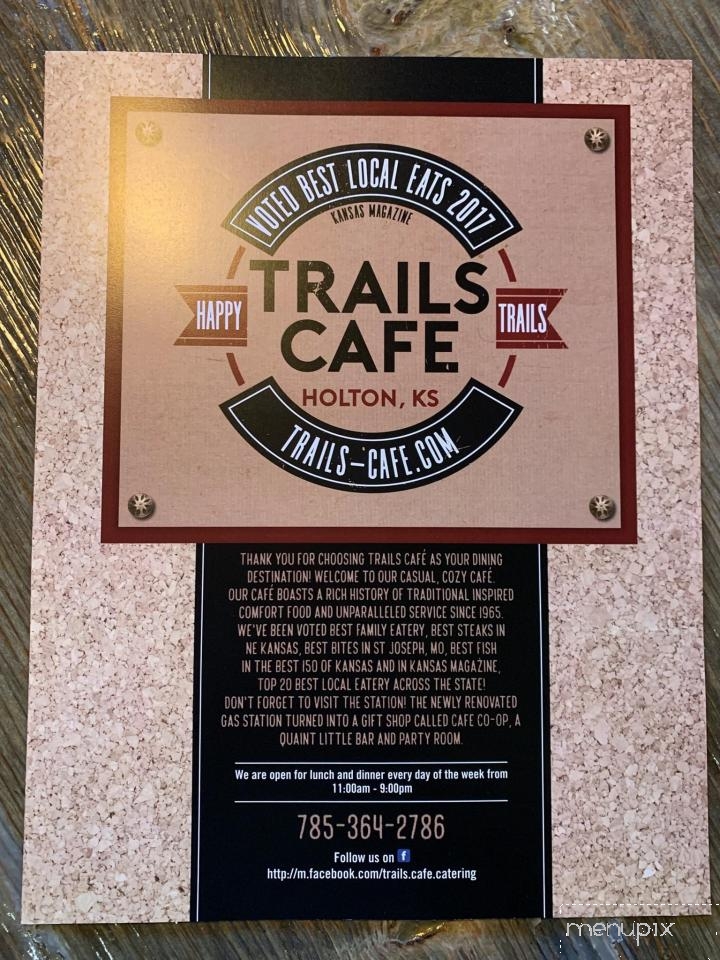 VOTED BEST LOCAL EATS 2017
KANSAS MAGAZINE
HAPPY
TRAILS
CAFE
TRAILS
HOLTON, KS
TRAILS-CAFE.COM
THANK YOU FOR CHOOSING TRAILS CAFÉ AS YOUR DINING
DESTINATION! WELCOME TO OUR CASUAL, COZY CAFÉ.
OUR CAFÉ BOASTS A RICH HISTORY OF TRADITIONAL INSPIRED
COMFORT FOOD AND UNPARALLELED SERVICE SINCE 1965.
WE'VE BEEN VOTED BEST FAMILY EATERY, BEST STEAKS IN
NE KANSAS, BEST BITES IN ST JOSEPH, MO, BEST FISH
IN THE BEST 150 OF KANSAS AND IN KANSAS MAGAZINE,
TOP 20 BEST LOCAL EATERY ACROSS THE STATE!
DON'T FORGET TO VISIT THE STATION! THE NEWLY RENOVATED
GAS STATION TURNED INTO A GIFT SHOP CALLED CAFE CO-OP, A
QUAINT LITTLE BAR AND PARTY ROOM.
We are open for lunch and dinner every day of the week from
11:00am - 9:00pm
785-364-2786
Follow us on f
http://m.facebook.com/trails.cafe.catering
menupix